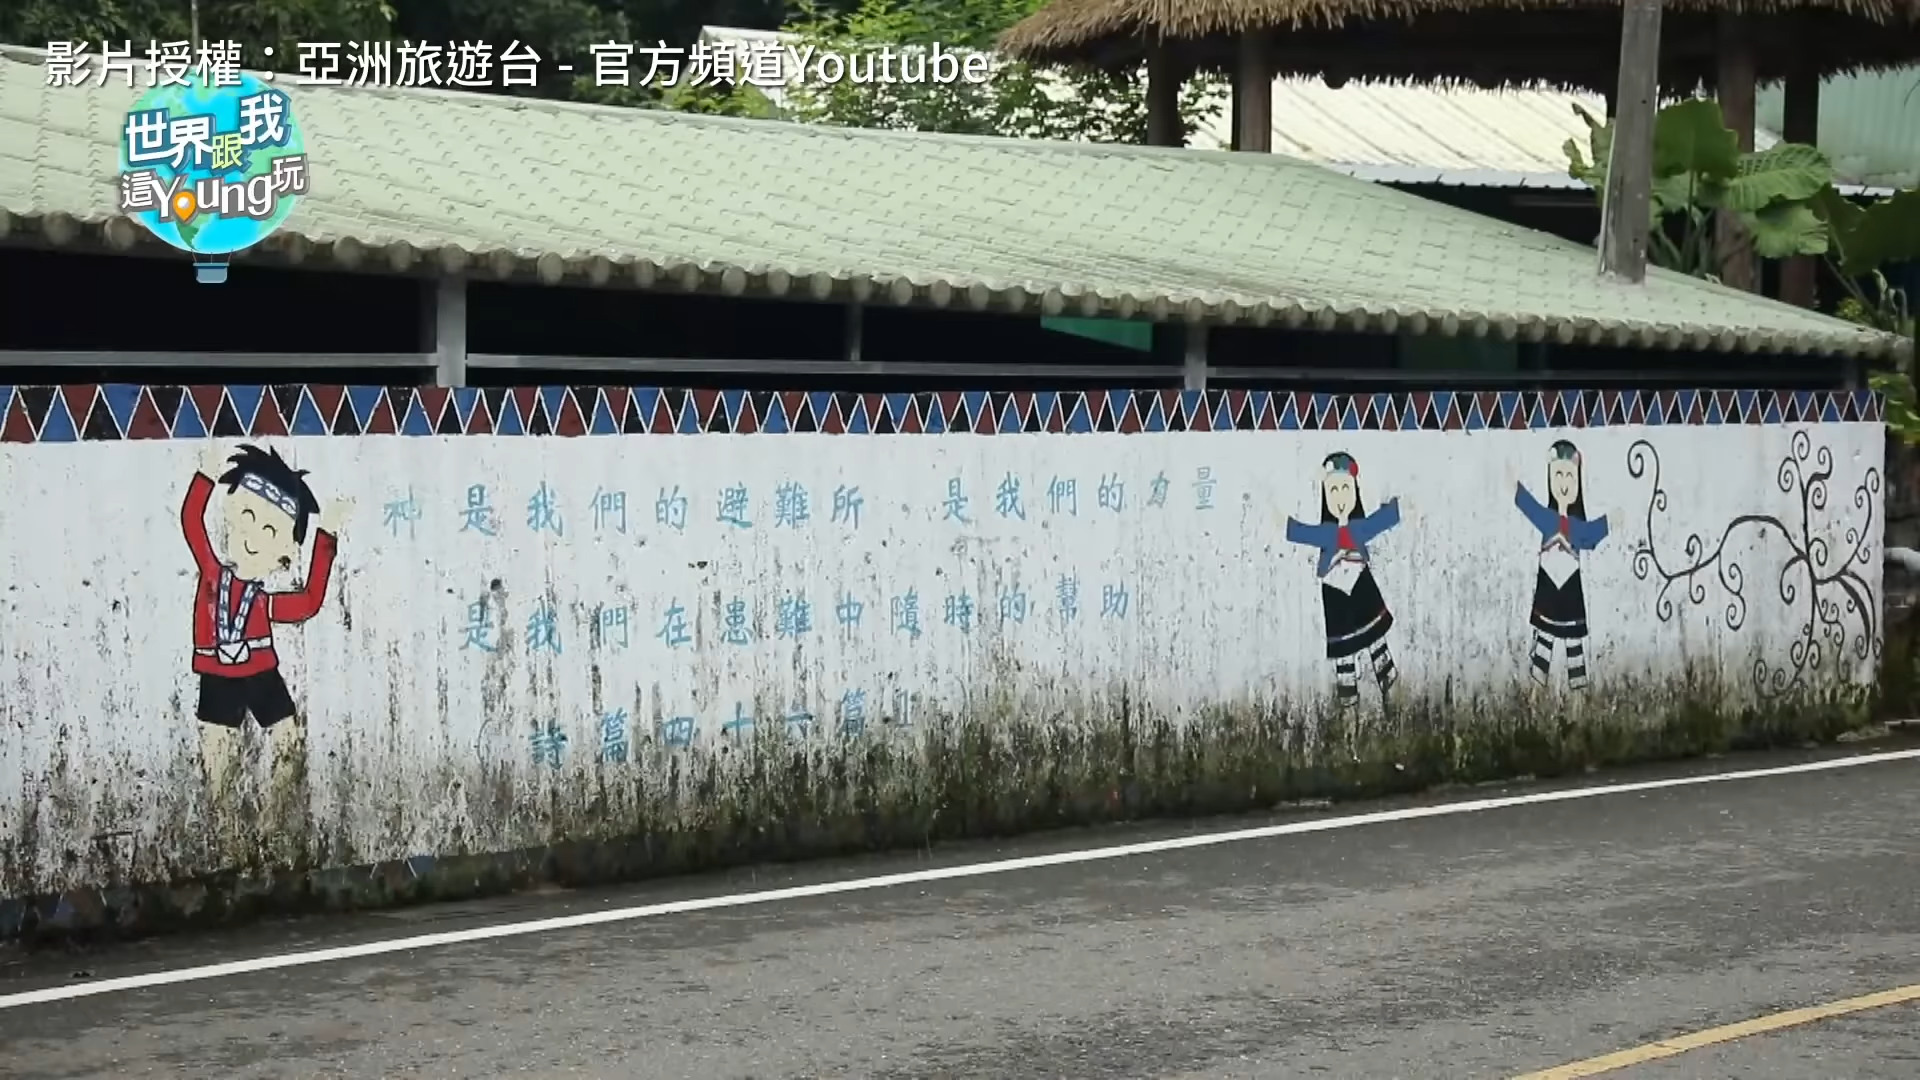 影片授權：亞洲旅遊台 - 官方頻道Youtube
世界跟我
這Young玩
神是我們的避難所 是我們的力量。
是我們在患難中隨時的幫助
(詩篇四十六篇